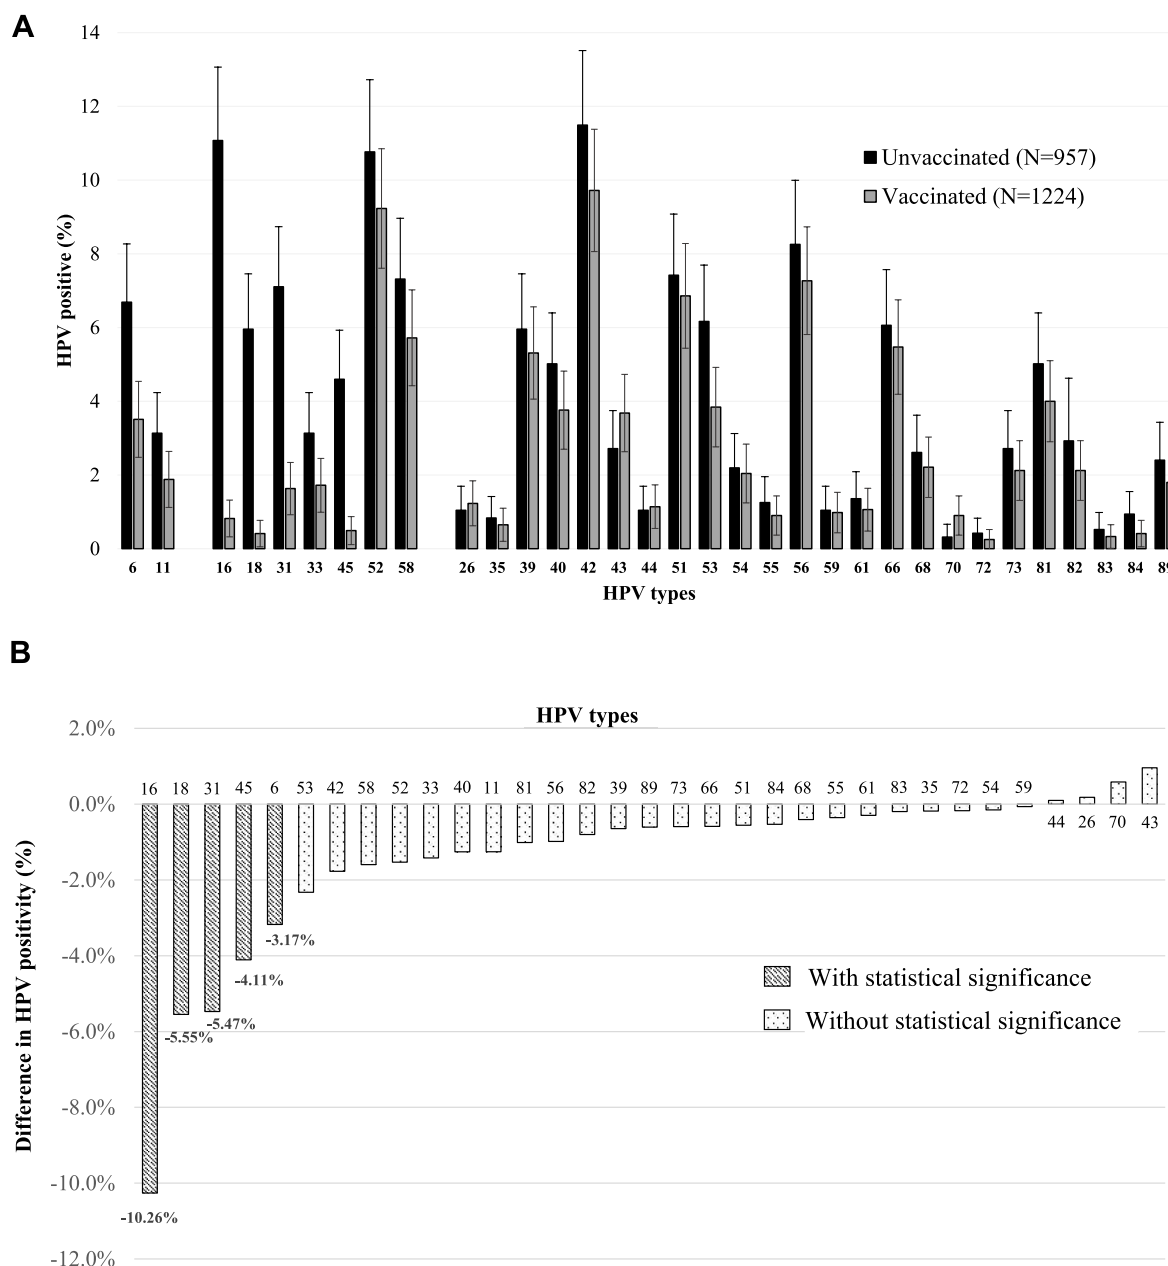 A
14
12
10
8
6
4
2
0
HPV positive (%)
Unvaccinated (N=957)
Vaccinated (N=1224)
6 11 16 18 31 33 45 52 58 26 35 39 40 42 43 44 51 53 54 55 56 59 61 66 68 70 72 73 81 82 83 84 89
HPV types
B
HPV types
2.0%
16 18 31 45 6 53 42 58 52 33 40 11 81 56 82 39 89 73 66 51 84 68 55 61 83 35 72 54 59
0.0%
44 26 70 43
-2.0%
-3.17%
-4.0%
-4.11%
With statistical significance
-5.47%
Without statistical significance
-6.0%
-5.55%
-8.0%
-10.0%
-10.26%
-12.0%
Difference in HPV positivity (%)